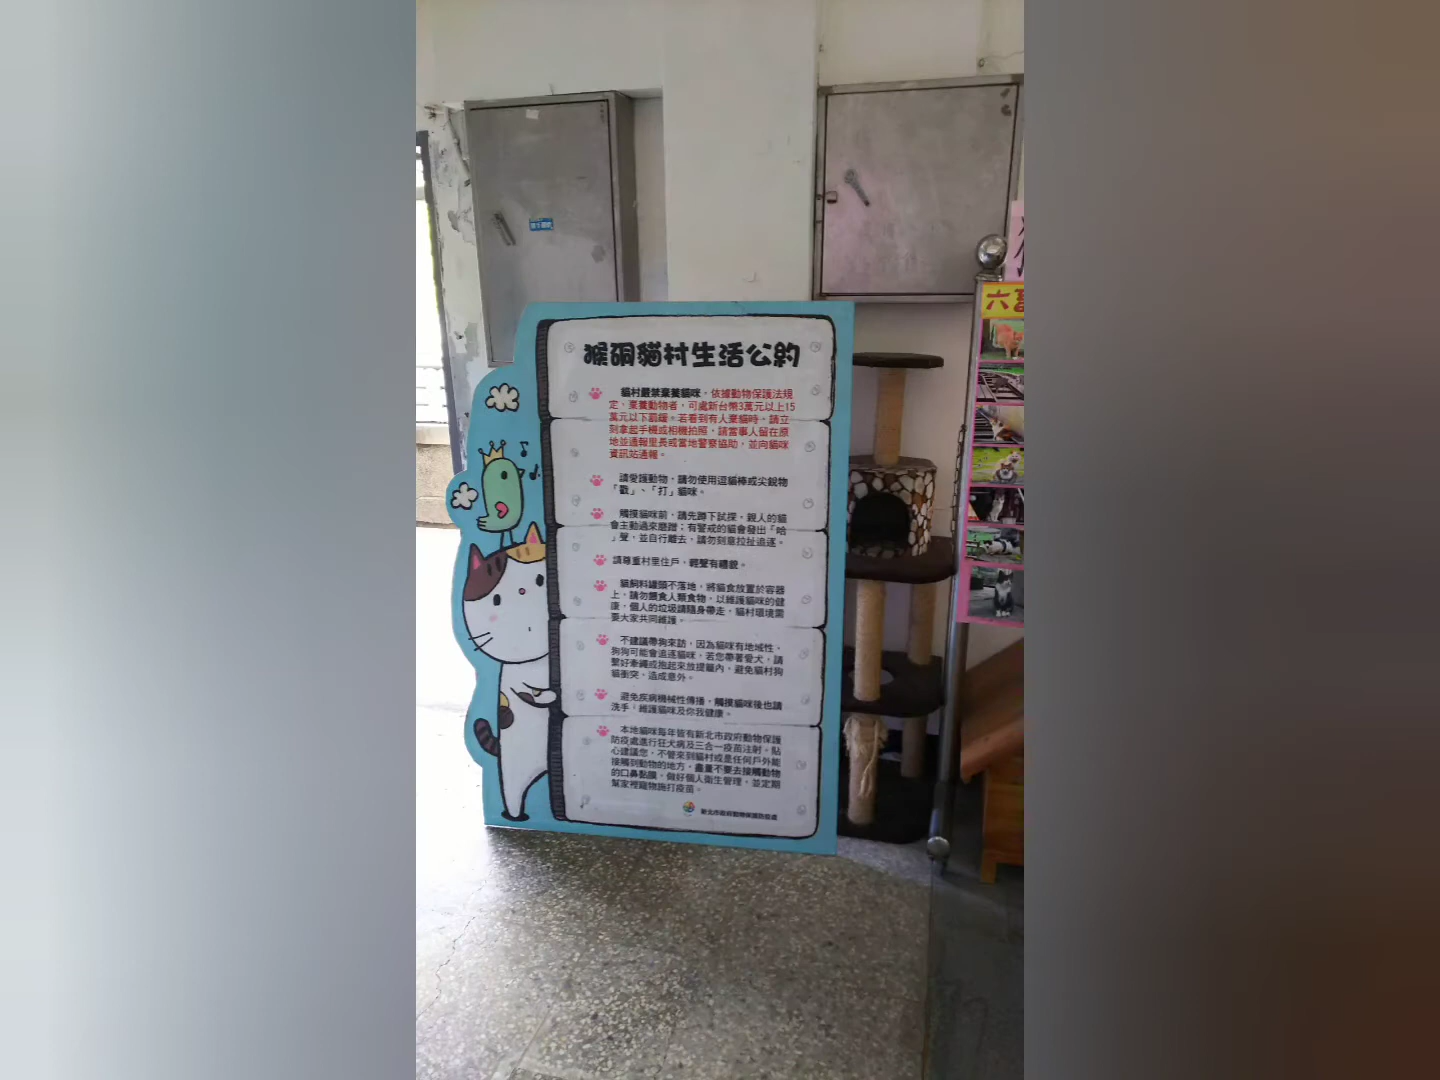 猴硐貓村生活公約
貓村嚴禁棄養貓咪，依據動物保護法規
定，棄養動物者，可處新台幣3萬元以上15
萬元以下罰鍰。若看到有人棄貓時，請立
刻拿起手機或相機拍照，請當事人留在原
地並通報里長或當地警察協助，並向貓咪
資訊站通報。
請愛護動物，請勿使用逗貓棒或尖銳物
「戳」、「打」貓咪。
觸摸貓咪前，請先蹲下試探，親人的貓
會主動過來磨蹭；有警戒的貓會發出「哈
」聲，並自行離去，請勿刻意拉扯追逐。
請尊重村里住戶，輕聲有禮貌。
貓飼料罐頭不落地，將貓食放置於容器
上，請勿餵食人類食物，以維護貓咪的健
康，個人的垃圾請隨身帶走，貓村環境需
要大家共同維護。
不建議帶狗來訪，因為貓咪有地域性，
狗狗可能會追逐貓咪，若您帶著愛犬，請
繫好牽繩或抱起來放提籠內，避免貓村狗
貓衝突，造成意外。
避免疾病機械性傳播，觸摸貓咪後也請
洗手！維護貓咪及你我健康。
本地貓咪每年皆有新北市政府動物保護
防疫處進行狂犬病及三合一疫苗注射。貼
心建議您，不管來到貓村或是任何戶外能
接觸到動物的地方，盡量不要去接觸動物
的口鼻黏膜，做好個人衛生管理，並定期
幫家裡寵物施打疫苗。
新北市政府動物保護防疫處
六